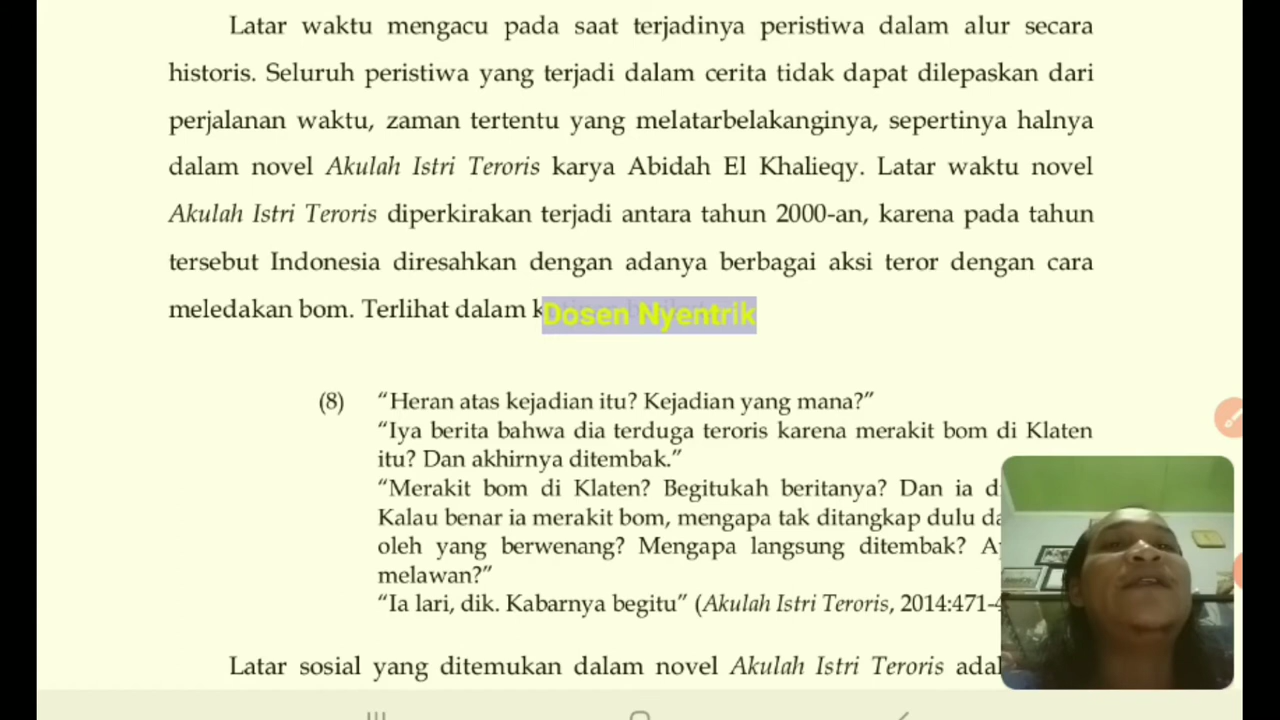 Latar waktu mengacu pada saat terjadinya peristiwa dalam alur secara
historis. Seluruh peristiwa yang terjadi dalam cerita tidak dapat dilepaskan dari
perjalanan waktu, zaman tertentu yang melatarbelakanginya, sepertinya halnya
dalam novel Akulah Istri Teroris karya Abidah El Khalieqy. Latar waktu novel
Akulah Istri Teroris diperkirakan terjadi antara tahun 2000-an, karena pada tahun
tersebut Indonesia diresahkan dengan adanya berbagai aksi teror dengan cara
meledakan bom. Terlihat dalam
Dosen Nyentrik
(8) “Heran atas kejadian itu? Kejadian yang mana?”
“Iya berita bahwa dia terduga teroris karena merakit bom di Klaten
itu? Dan akhirnya ditembak.”
“Merakit bom di Klaten? Begitukah beritanya? Dan ia
Kalau benar ia merakit bom, mengapa tak ditangkap dulu
oleh yang berwenang? Mengapa langsung ditembak?
melawan?”
“Ia lari, dik. Kabarnya begitu” (Akulah Istri Teroris, 2014:471-
Latar sosial yang ditemukan dalam novel Akulah Istri Teroris